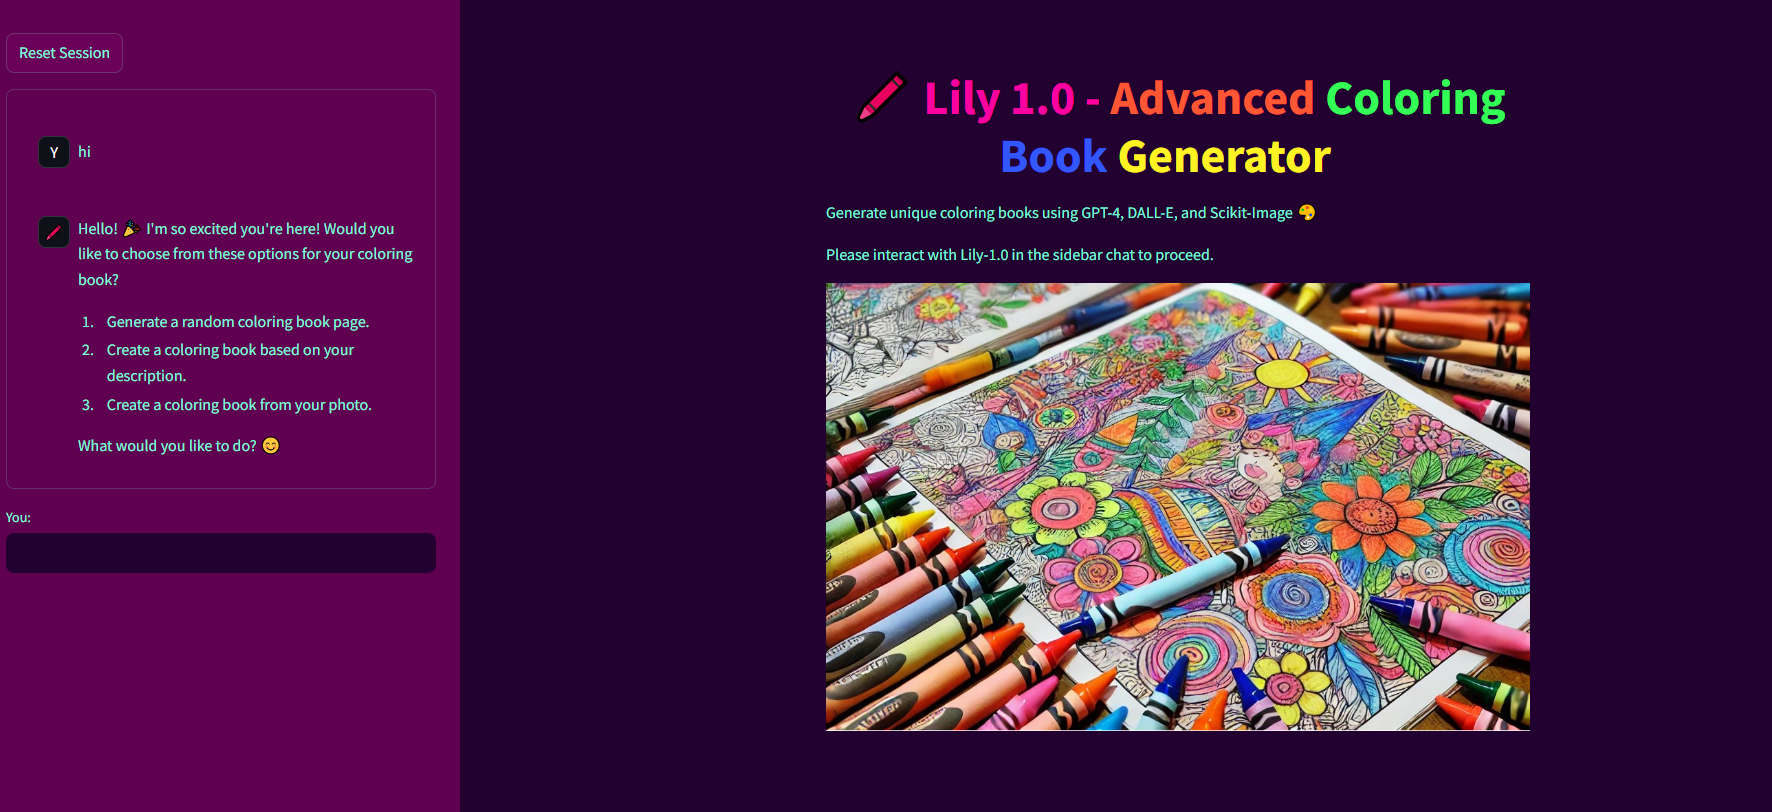 Reset Session
Y
hi
Hello! 🎉 I'm so excited you're here! Would you
like to choose from these options for your coloring
book?
1. Generate a random coloring book page.
2. Create a coloring book based on your
description.
3. Create a coloring book from your photo.
What would you like to do? 😊
You:
🖍️ Lily 1.0 - Advanced Coloring
Book Generator
Generate unique coloring books using GPT-4, DALL-E, and Scikit-Image 🎨
Please interact with Lily-1.0 in the sidebar chat to proceed.